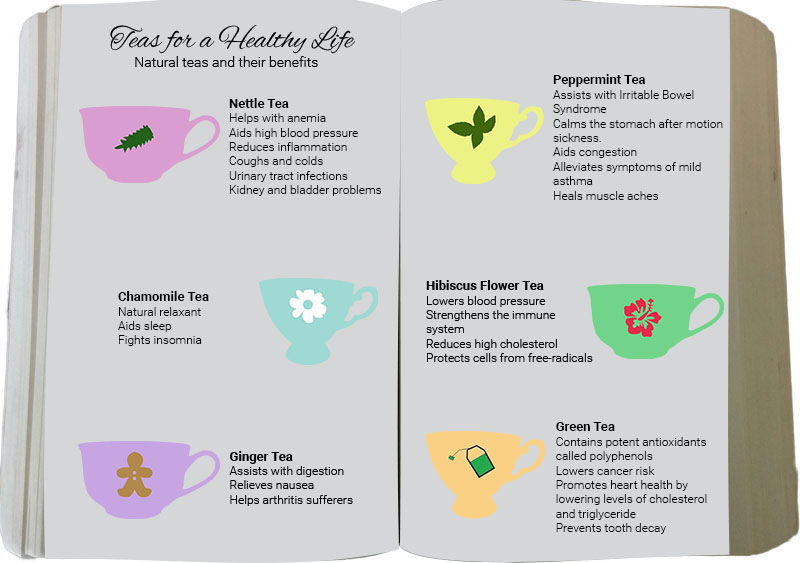 Teas for a Healthy Life
Natural teas and their benefits
Nettle Tea
Helps with anemia
Aids high blood pressure
Reduces inflammation
Coughs and colds
Urinary tract infections
Kidney and bladder problems
Chamomile Tea
Natural relaxant
Aids sleep
Fights insomnia
Ginger Tea
Assists with digestion
Relieves nausea
Helps arthritis sufferers
Peppermint Tea
Assists with Irritable Bowel
Syndrome
Calms the stomach after motion
sickness.
Aids congestion
Alleviates symptoms of mild
asthma
Heals muscle aches
Hibiscus Flower Tea
Lowers blood pressure
Strengthens the immune
system
Reduces high cholesterol
Protects cells from free-radicals
Green Tea
Contains potent antioxidants
called polyphenols
Lowers cancer risk
Promotes heart health by
lowering levels of cholesterol
and triglyceride
Prevents tooth decay